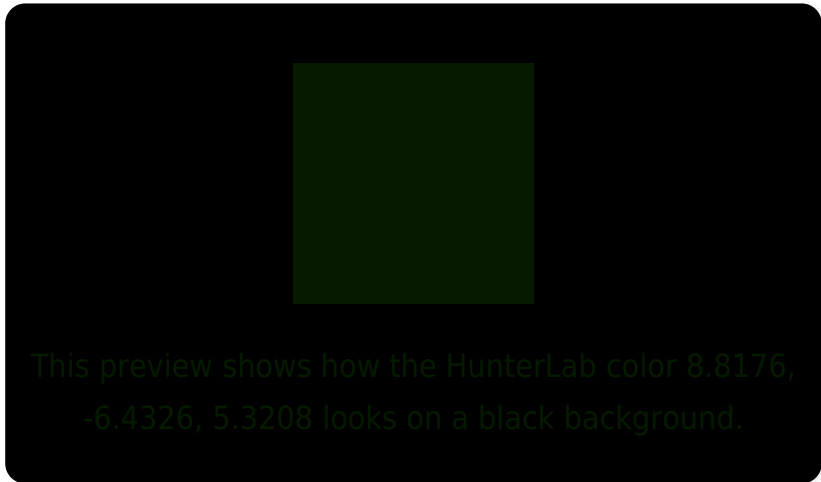 This preview shows how the HunterLab color 8.8176,
-6.4326, 5.3208 looks on a black background.